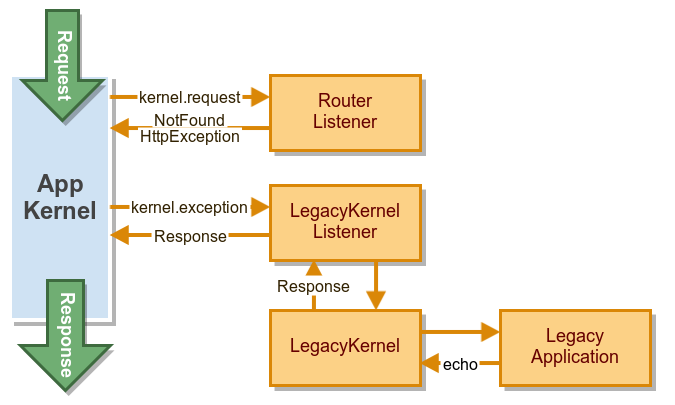 Request
App
Kernel
Response
kernel.request
NotFound
HttpException
Router
Listener
kernel.exception
Response
LegacyKernel
Listener
Response
LegacyKernel
echo
Legacy
Application